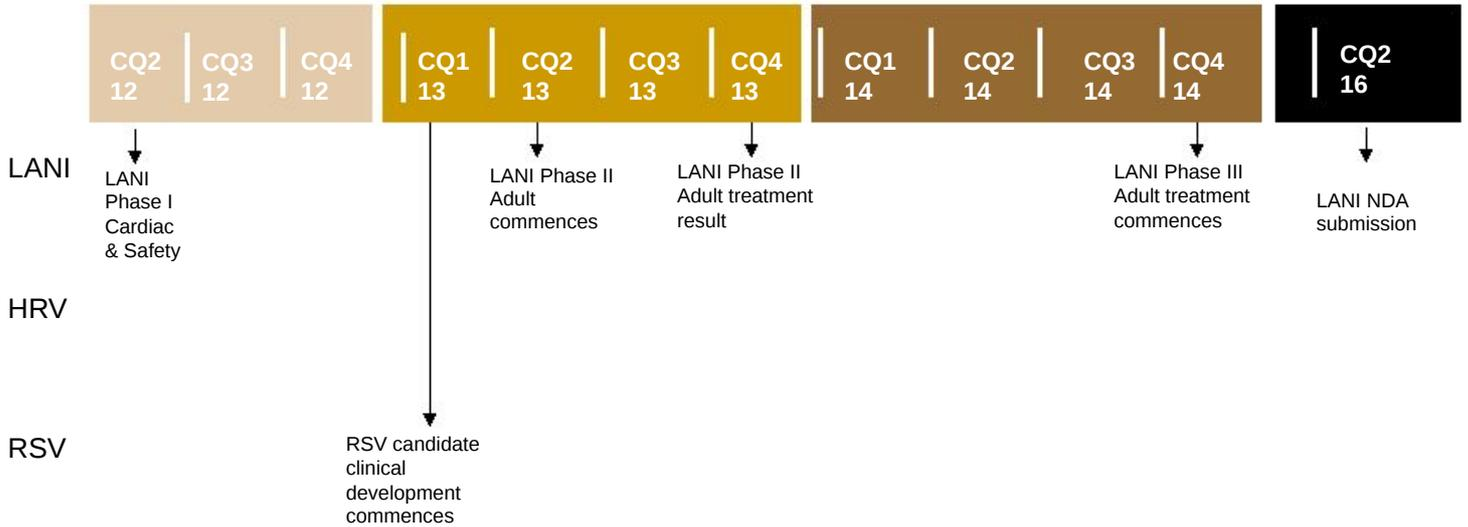 CQ2
12
CQ3
12
CQ4
12
CQ1
13
CQ2
13
CQ3
13
CQ4
13
CQ1
14
CQ2
14
CQ3
14
CQ4
14
CQ2
16
LANI
LANI
Phase I
Cardiac
& Safety
LANI Phase II
Adult
commences
LANI Phase II
Adult treatment
result
LANI Phase III
Adult treatment
commences
LANI NDA
submission
HRV
RSV
RSV candidate
clinical
development
commences